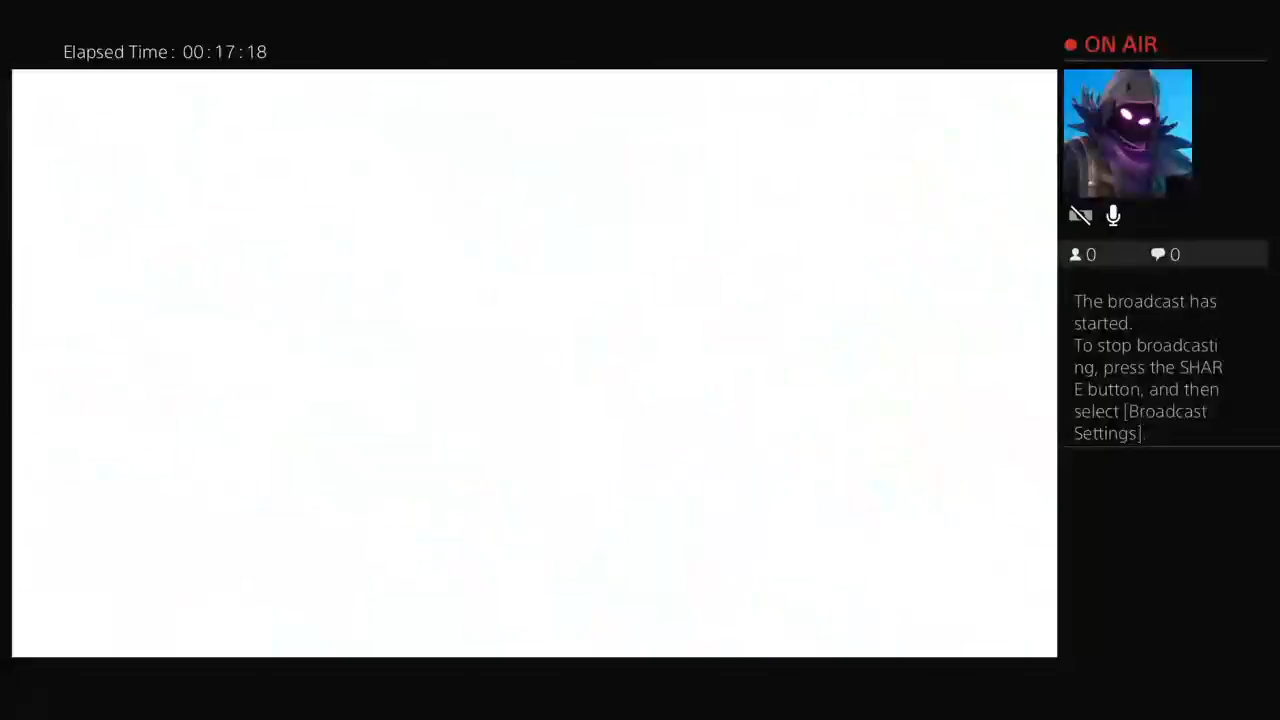 Elapsed Time: 00:17:18
ON AIR
0
0
The broadcast has
started.
To stop broadcasti
ng, press the SHAR
E button, and then
select [Broadcast
Settings].